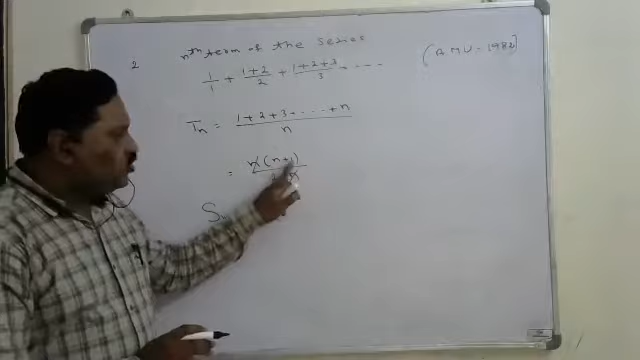 2 nth term of the series (AMU-1982)
1/1 + 1+2/2 + 1+2+3/3 ----
Tn = 1+2+3-----+n/n
= n(n+1)/
S